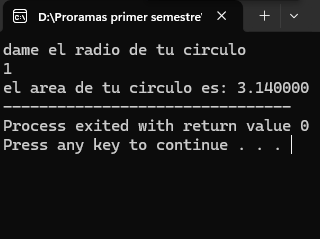 D:\Proramas primer semestre'
dame el radio de tu circulo
1
el area de tu circulo es: 3.140000
--------------------------------
Process exited with return value 0
Press any key to continue . . .